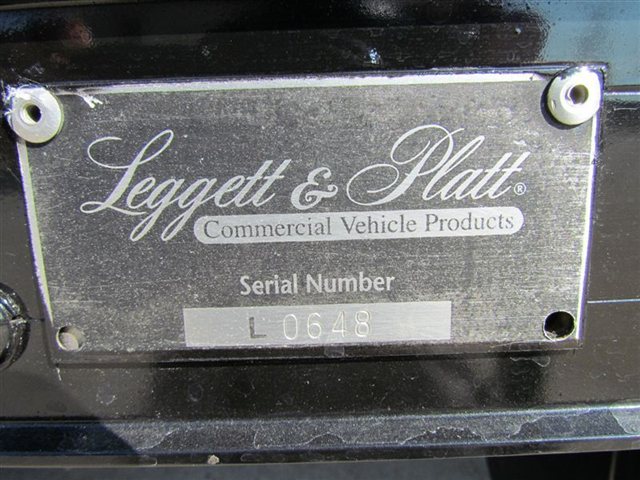 Leggett & Platt®
Commercial Vehicle Products
Serial Number
L 0648